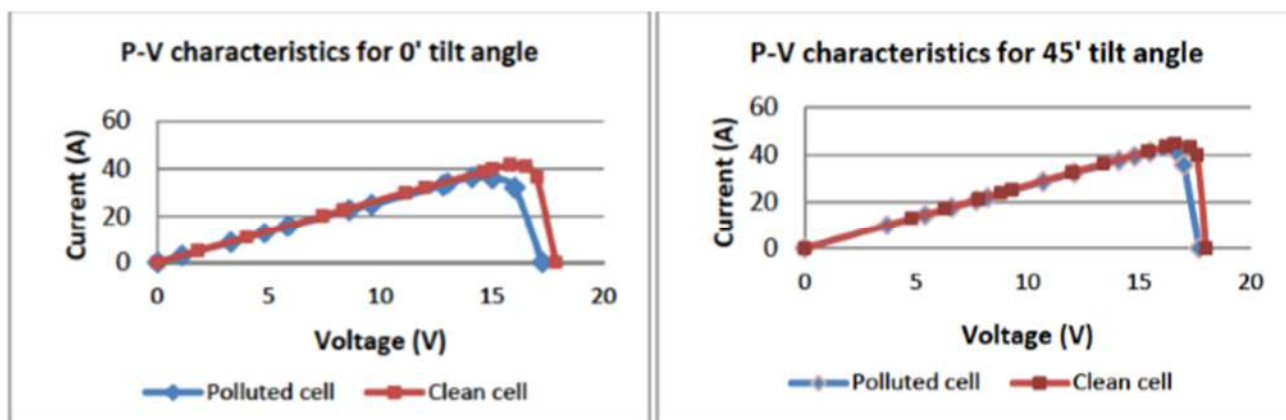 P-V characteristics for 0' tilt angle
Current (A)
60
40
20
0
0 5 10 15 20
Voltage (V)
Polluted cell Clean cell
P-V characteristics for 45' tilt angle
Current (A)
60
40
20
0
0 5 10 15 20
Voltage (V)
Polluted cell Clean cell